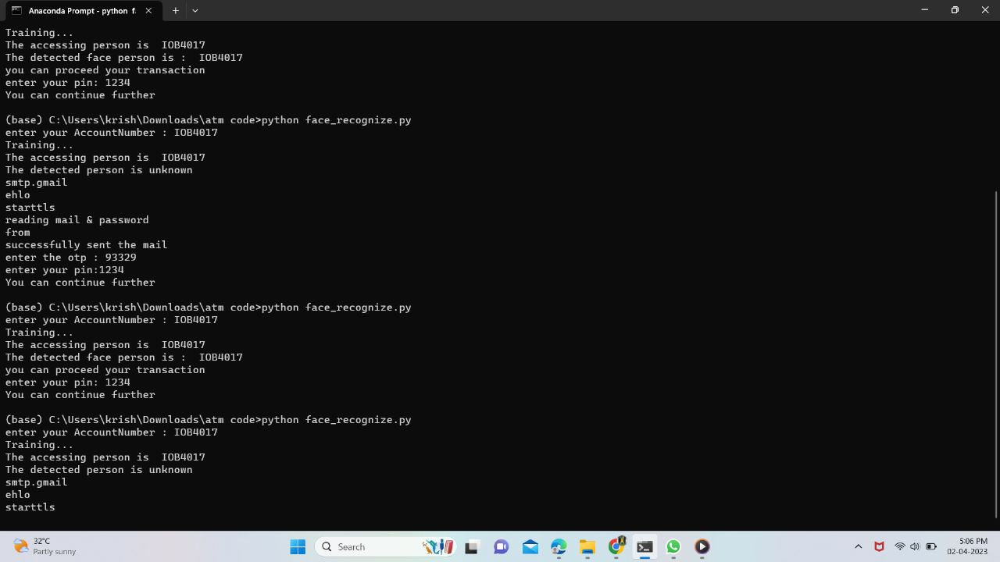 Anaconda Prompt - python f
Training...
The accessing person is  IOB4017
The detected face person is :  IOB4017
you can proceed your transaction
enter your pin: 1234
You can continue further
(base) C:\Users\krish\Downloads\atm code>python face_recognize.py
enter your AccountNumber : IOB4017
Training...
The accessing person is  IOB4017
The detected person is unknown
smtp.gmail
ehlo
starttls
reading mail & password
from
successfully sent the mail
enter the otp : 93329
enter your pin:1234
You can continue further
(base) C:\Users\krish\Downloads\atm code>python face_recognize.py
enter your AccountNumber : IOB4017
Training...
The accessing person is  IOB4017
The detected face person is :  IOB4017
you can proceed your transaction
enter your pin: 1234
You can continue further
(base) C:\Users\krish\Downloads\atm code>python face_recognize.py
enter your AccountNumber : IOB4017
Training...
The accessing person is  IOB4017
The detected person is unknown
smtp.gmail
ehlo
starttls
32°C
Partly sunny
Search
5:06 PM
02-04-2023